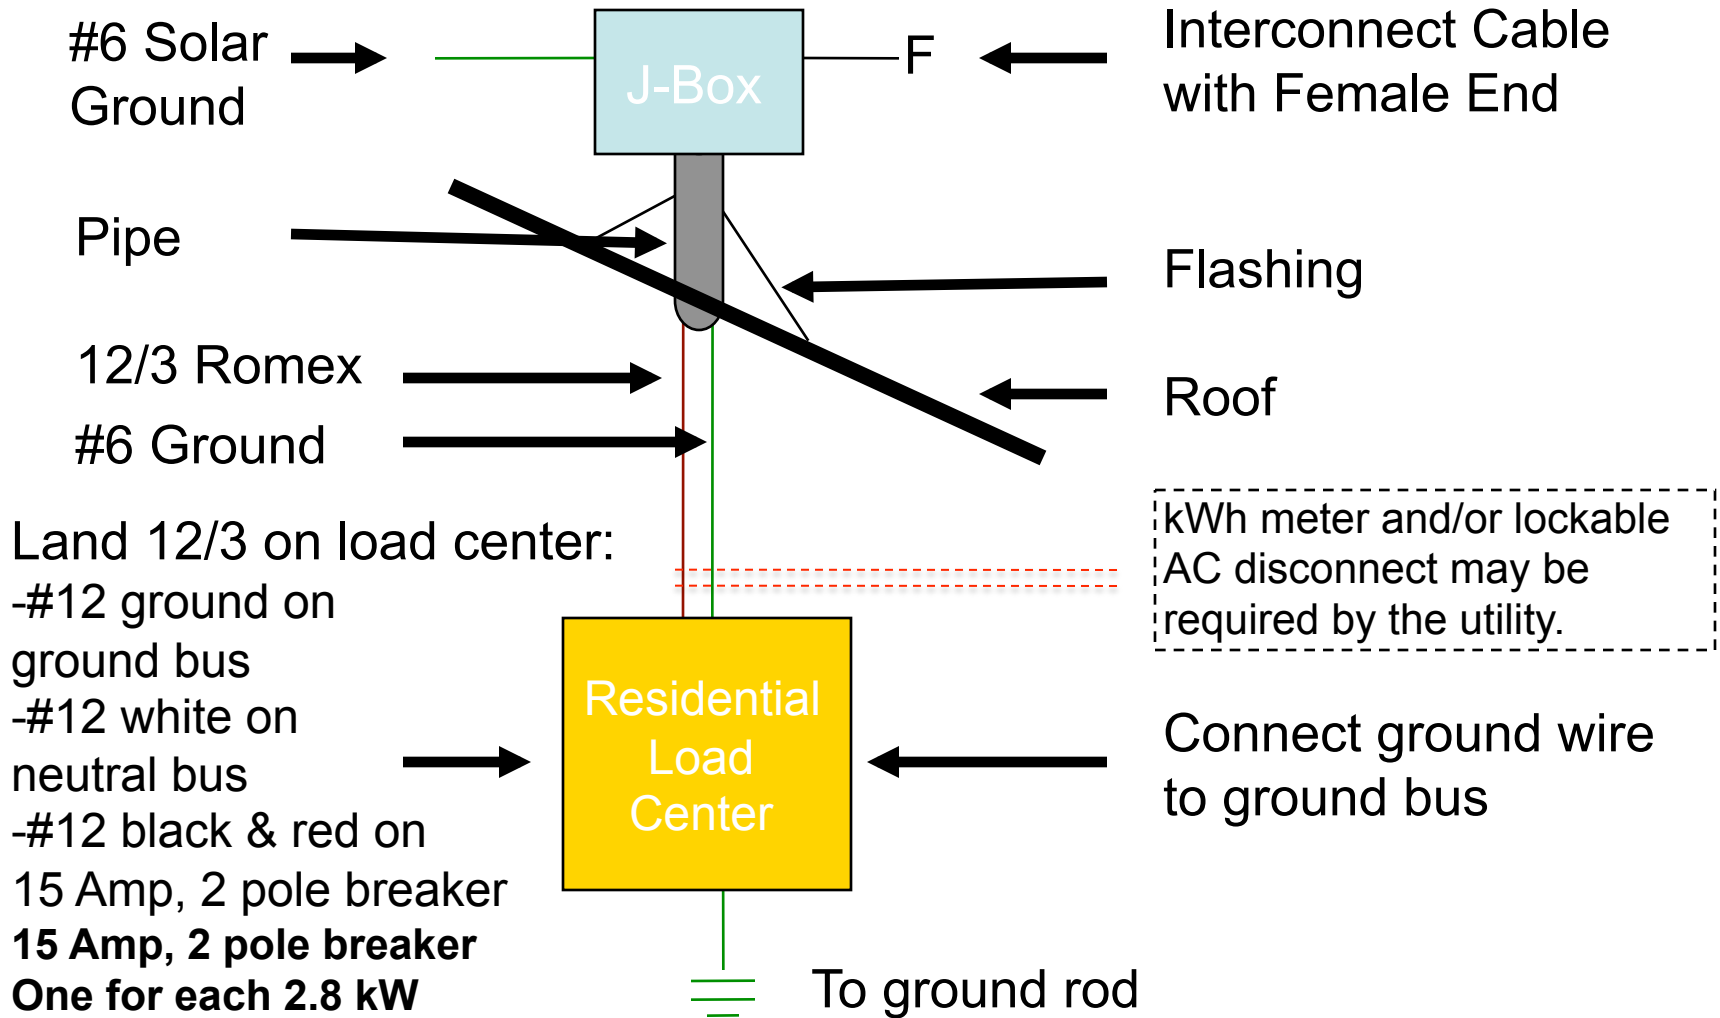 #6 Solar
Ground
J-Box
F
Interconnect Cable
with Female End
Pipe
Flashing
12/3 Romex
Roof
#6 Ground
kWh meter and/or lockable
AC disconnect may be
required by the utility.
Land 12/3 on load center:
-#12 ground on
ground bus
-#12 white on
neutral bus
-#12 black & red on
15 Amp, 2 pole breaker
15 Amp, 2 pole breaker
One for each 2.8 kW
Residential
Load
Center
Connect ground wire
to ground bus
To ground rod